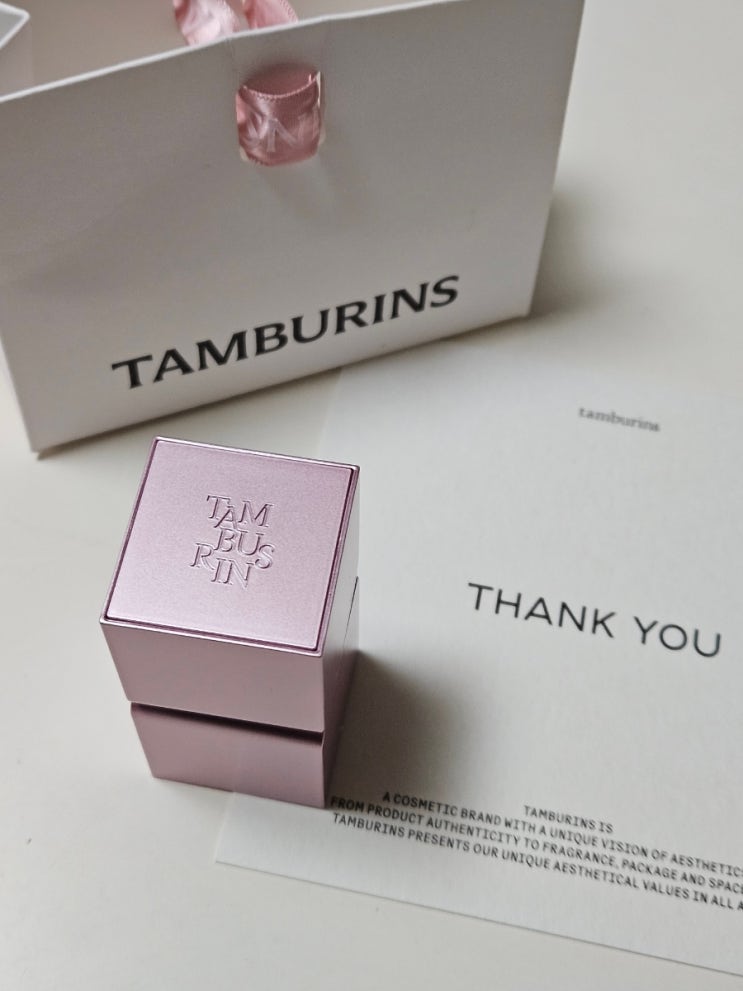 TAMBURINS
tamburins
TAM
BUS
RIN
THANK YOU
TAMBURINS IS
A COSMETIC BRAND WITH A UNIQUE VISION OF AESTHETIC
FROM PRODUCT AUTHENTICITY TO FRAGRANCE, PACKAGE AND SPACE
TAMBURINS PRESENTS OUR UNIQUE AESTHETICAL VALUES IN ALL A